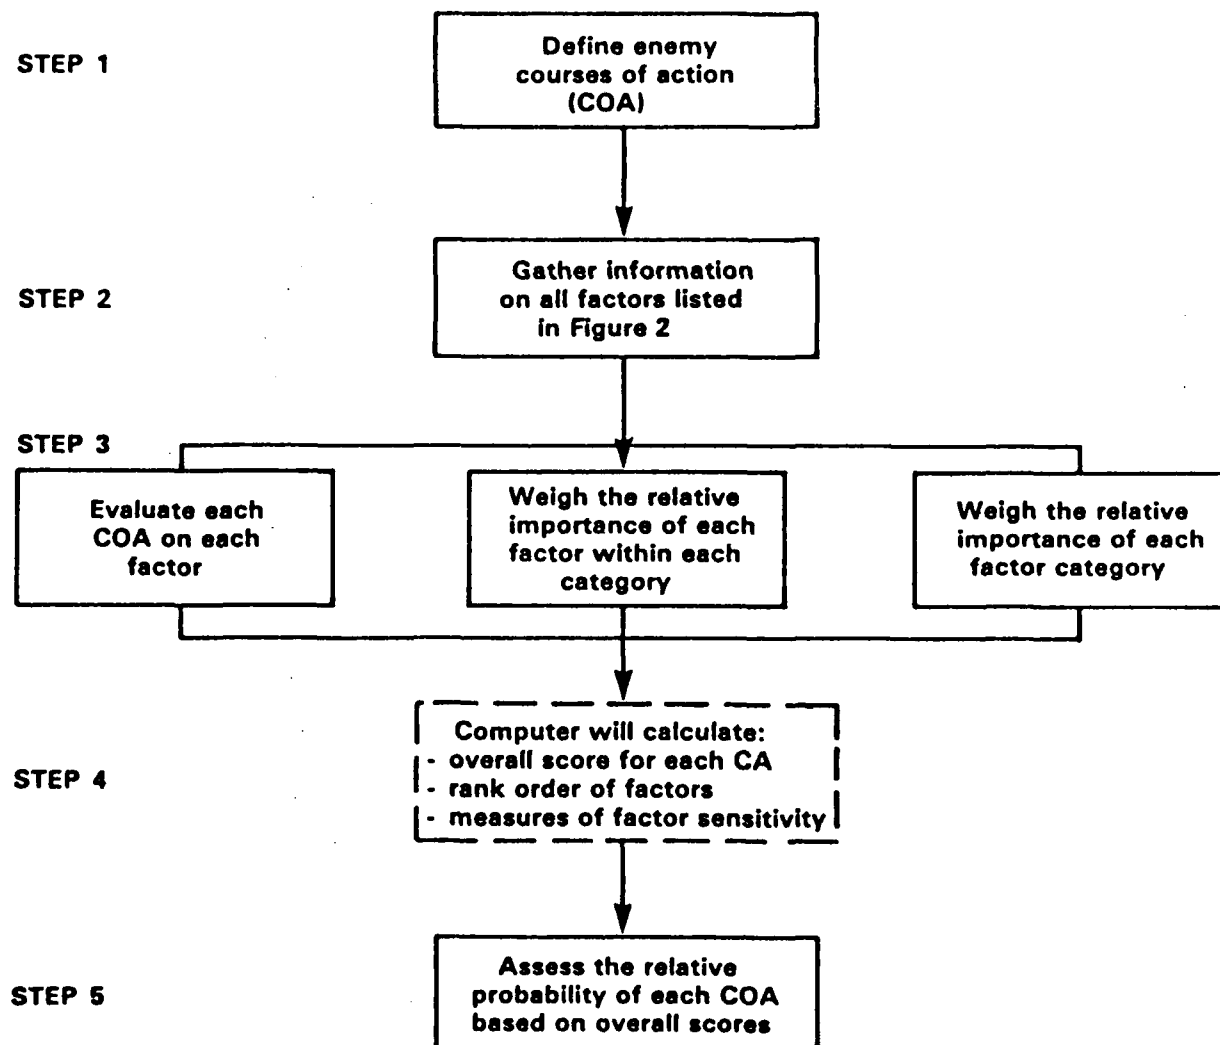 STEP 1
Define enemy
courses of action
(COA)
STEP 2
Gather information
on all factors listed
in Figure 2
STEP 3
Evaluate each
COA on each
factor
Weigh the relative
importance of each
factor within each
category
Weigh the relative
importance of each
factor category
STEP 4
Computer will calculate:
- overall score for each CA
- rank order of factors
- measures of factor sensitivity
STEP 5
Assess the relative
probability of each COA
based on overall scores